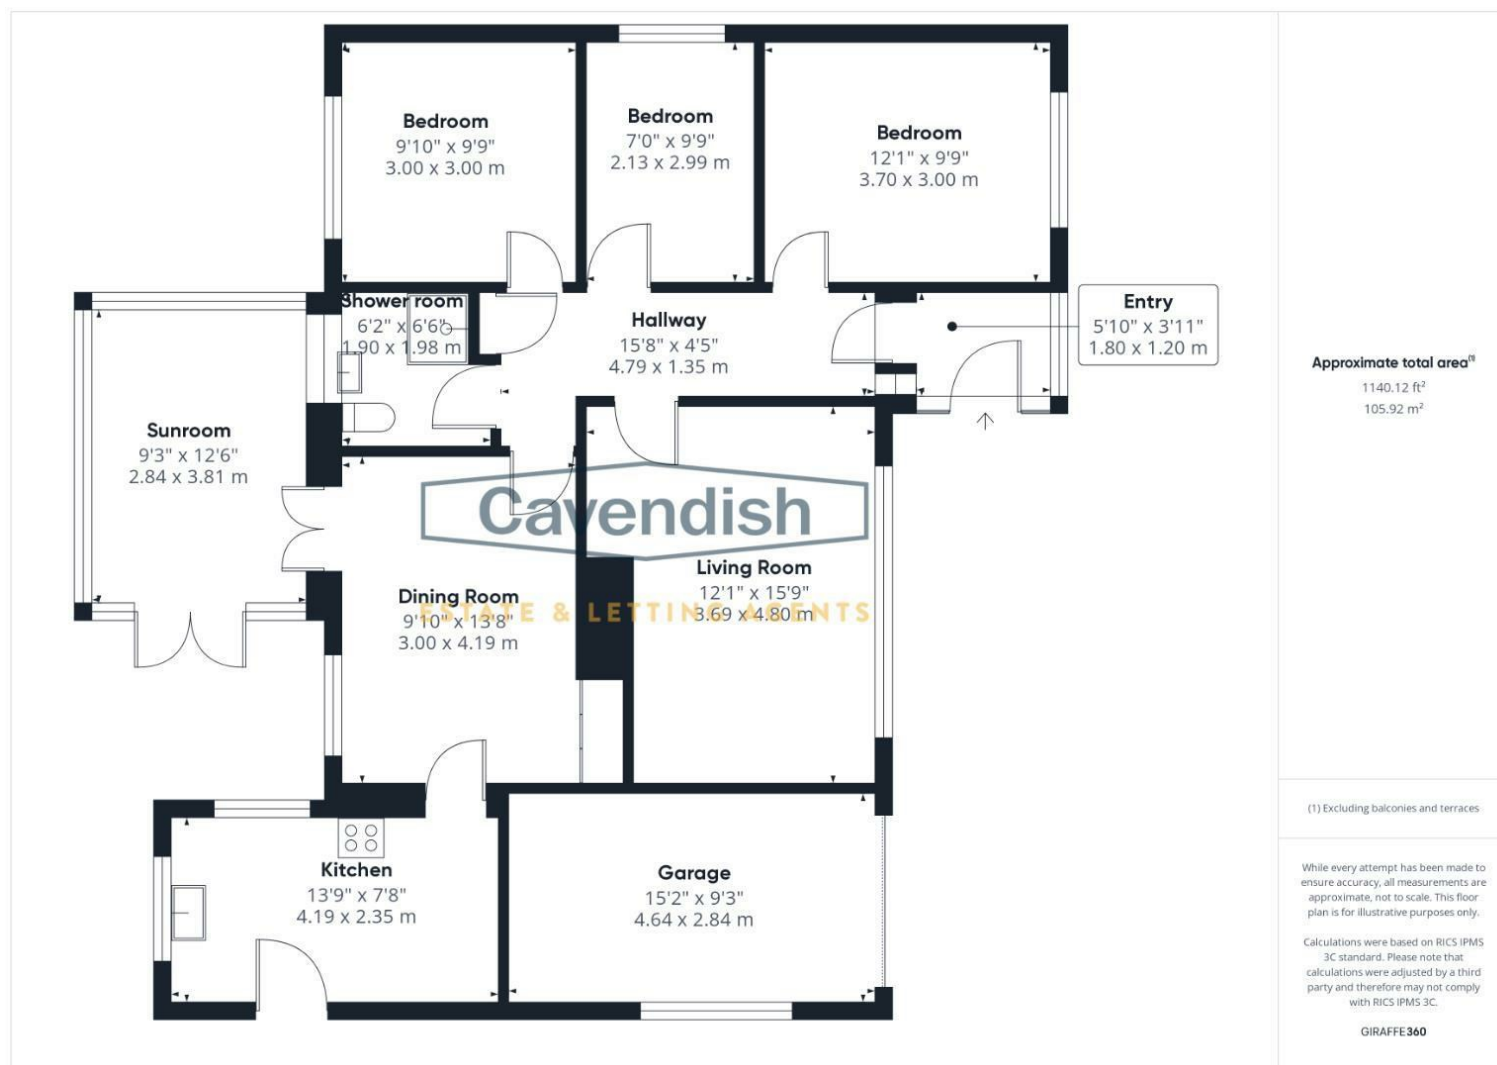 Bedroom
9'10" x 9'9"
3.00 x 3.00 m
Bedroom
7'0" x 9'9"
2.13 x 2.99 m
Bedroom
12'1" x 9'9"
3.70 x 3.00 m
Shower room
6'2" x 6'6"
1.90 x 1.98 m
Hallway
15'8" x 4'5"
4.79 x 1.35 m
Entry
5'10" x 3'11"
1.80 x 1.20 m
Sunroom
9'3" x 12'6"
2.84 x 3.81 m
Cavendish
ESTATE & LETTING AGENTS
Dining Room
9'10" x 13'8"
3.00 x 4.19 m
Living Room
12'1" x 15'9"
3.69 x 4.80 m
Kitchen
13'9" x 7'8"
4.19 x 2.35 m
Garage
15'2" x 9'3"
4.64 x 2.84 m
Approximate total area⁽¹⁾
1140.12 ft²
105.92 m²
(1) Excluding balconies and terraces
While every attempt has been made to
ensure accuracy, all measurements are
approximate, not to scale. This floor
plan is for illustrative purposes only.
Calculations were based on RICS IPMS
3C standard. Please note that
calculations were adjusted by a third
party and therefore may not comply
with RICS IPMS 3C.
GIRAFFE360